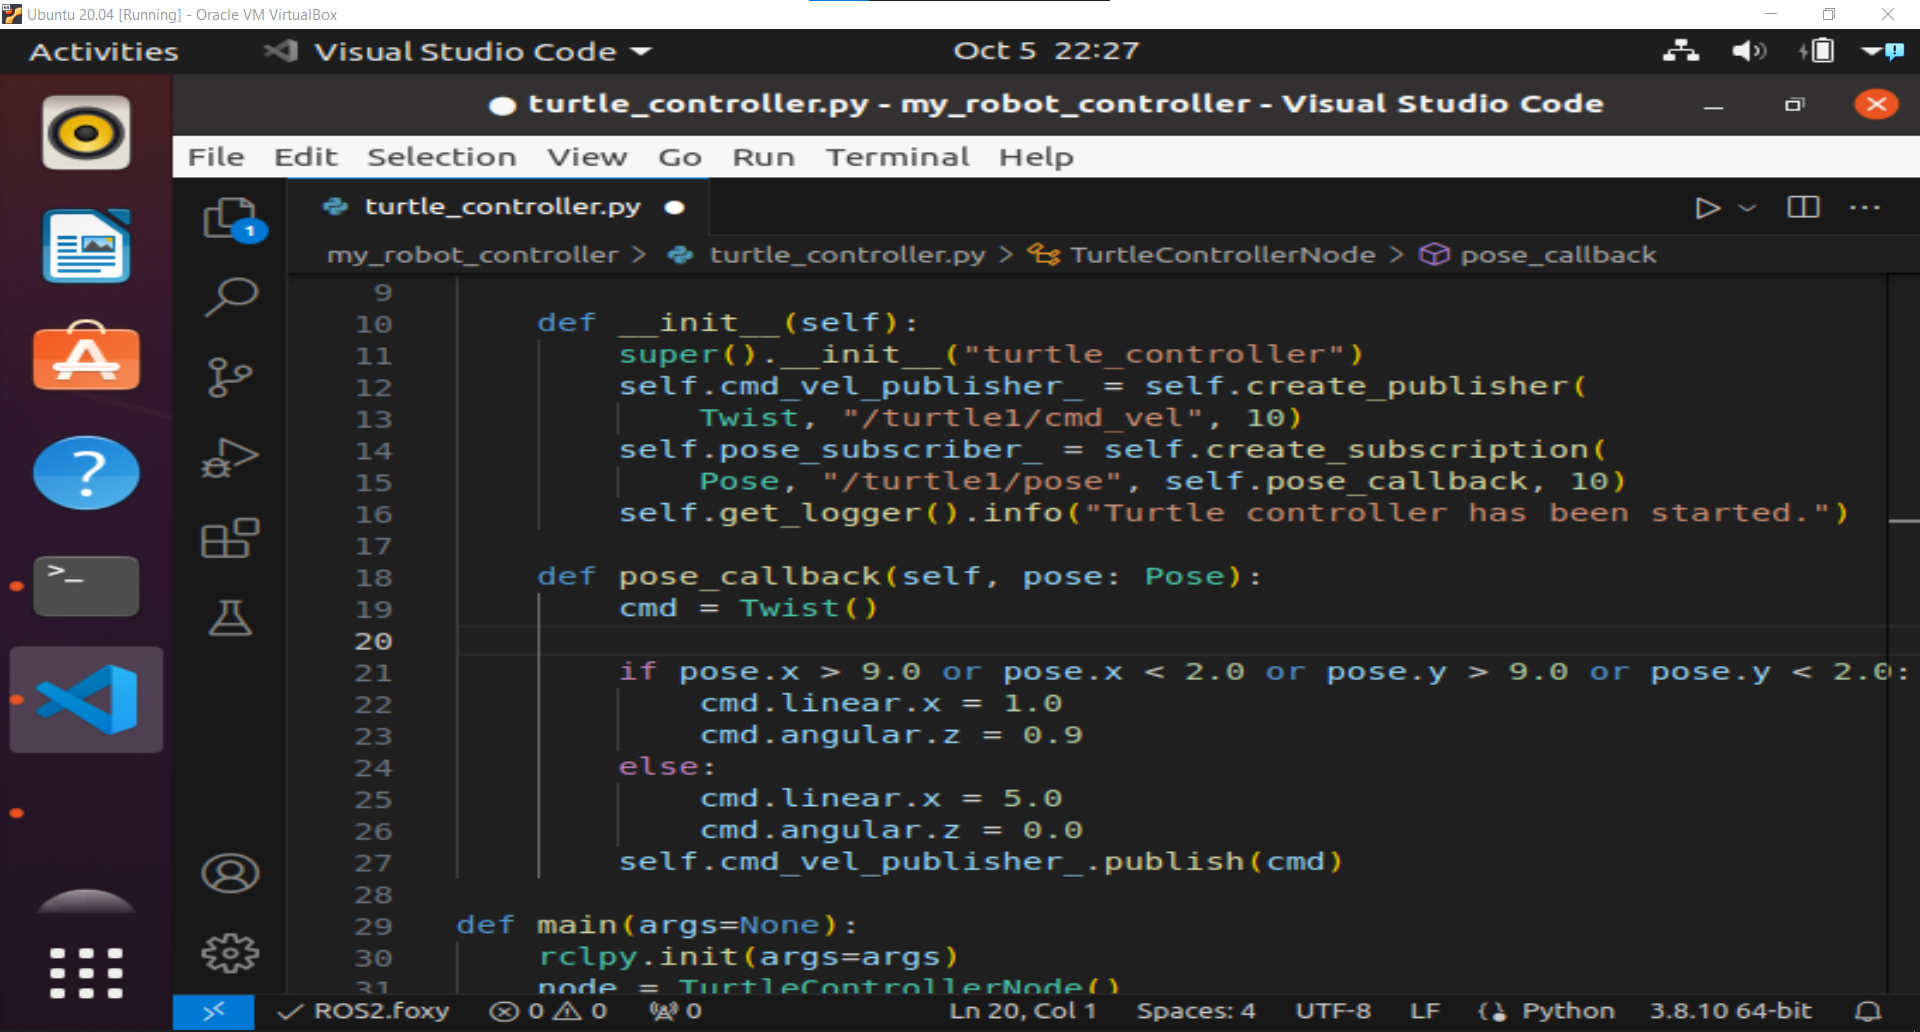 Ubuntu 20.04 [Running] - Oracle VM VirtualBox
Activities Visual Studio Code Oct 5 22:27
turtle_controller.py - my_robot_controller - Visual Studio Code
File Edit Selection View Go Run Terminal Help
turtle_controller.py
1
my_robot_controller > turtle_controller.py > TurtleControllerNode > pose_callback
9
10 def __init__(self):
11 super().__init__("turtle_controller")
12 self.cmd_vel_publisher_ = self.create_publisher(
13 Twist, "/turtle1/cmd_vel", 10)
14 self.pose_subscriber_ = self.create_subscription(
15 Pose, "/turtle1/pose", self.pose_callback, 10)
16 self.get_logger().info("Turtle controller has been started.")
17
18 def pose_callback(self, pose: Pose):
19 cmd = Twist()
20
21 if pose.x > 9.0 or pose.x < 2.0 or pose.y > 9.0 or pose.y < 2.0:
22 cmd.linear.x = 1.0
23 cmd.angular.z = 0.9
24 else:
25 cmd.linear.x = 5.0
26 cmd.angular.z = 0.0
27 self.cmd_vel_publisher_.publish(cmd)
28
29 def main(args=None):
30 rclpy.init(args=args)
31 node = TurtleControllerNode()
ROS2.foxy 0 0 0 Ln 20, Col 1 Spaces: 4 UTF-8 LF Python 3.8.10 64-bit